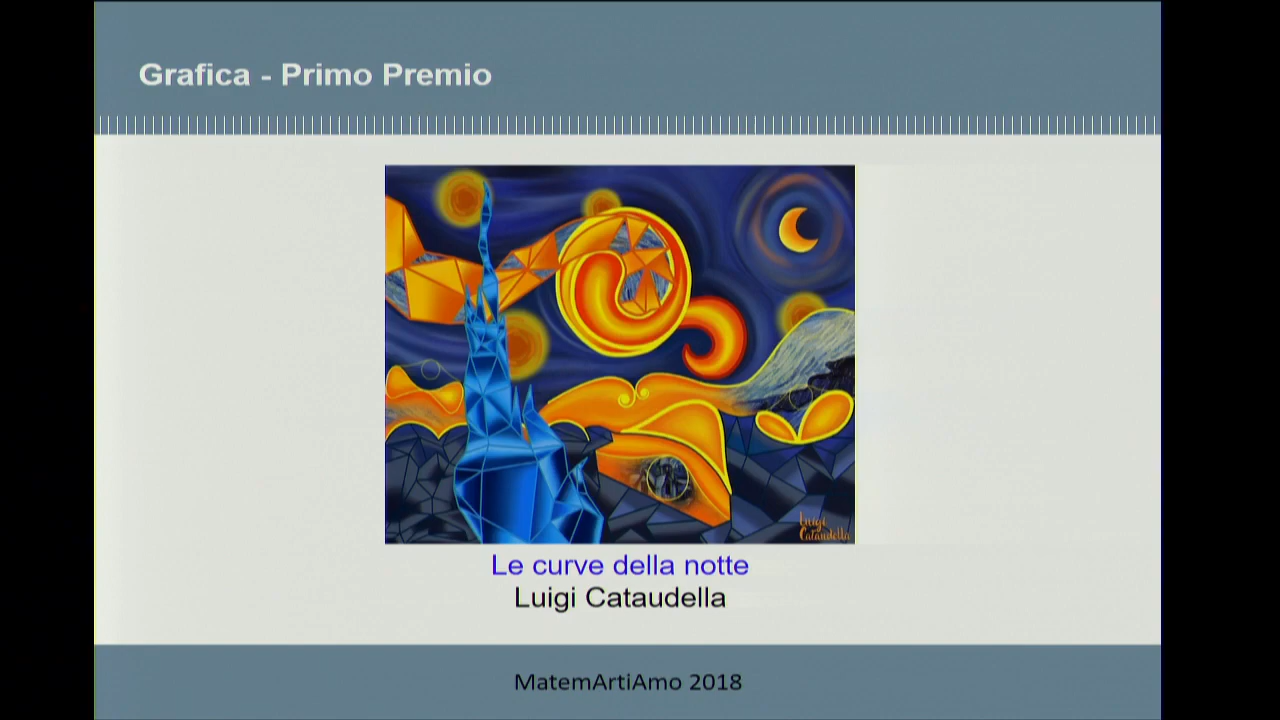 Grafica - Primo Premio
Luigi
Cataudella
Le curve della notte
Luigi Cataudella
MatemArtiAmo 2018